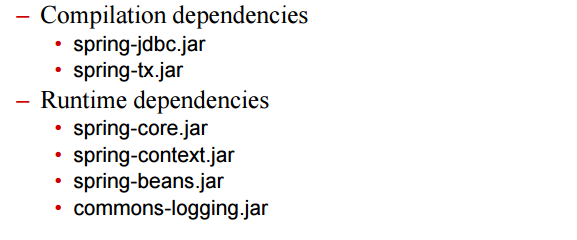 – Compilation dependencies
• spring-jdbc.jar
• spring-tx.jar
– Runtime dependencies
• spring-core.jar
• spring-context.jar
• spring-beans.jar
• commons-logging.jar